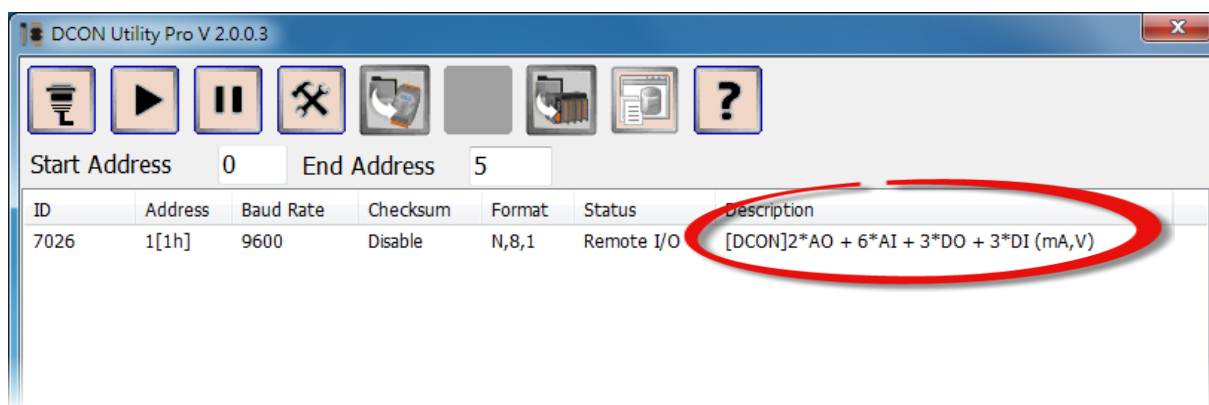 DCON Utility Pro V 2.0.0.3
Start Address 0 End Address 5
ID Address Baud Rate Checksum Format Status Description
7026 1[1h] 9600 Disable N,8,1 Remote I/O [DCON]2*AO + 6*AI + 3*DO + 3*DI (mA,V)